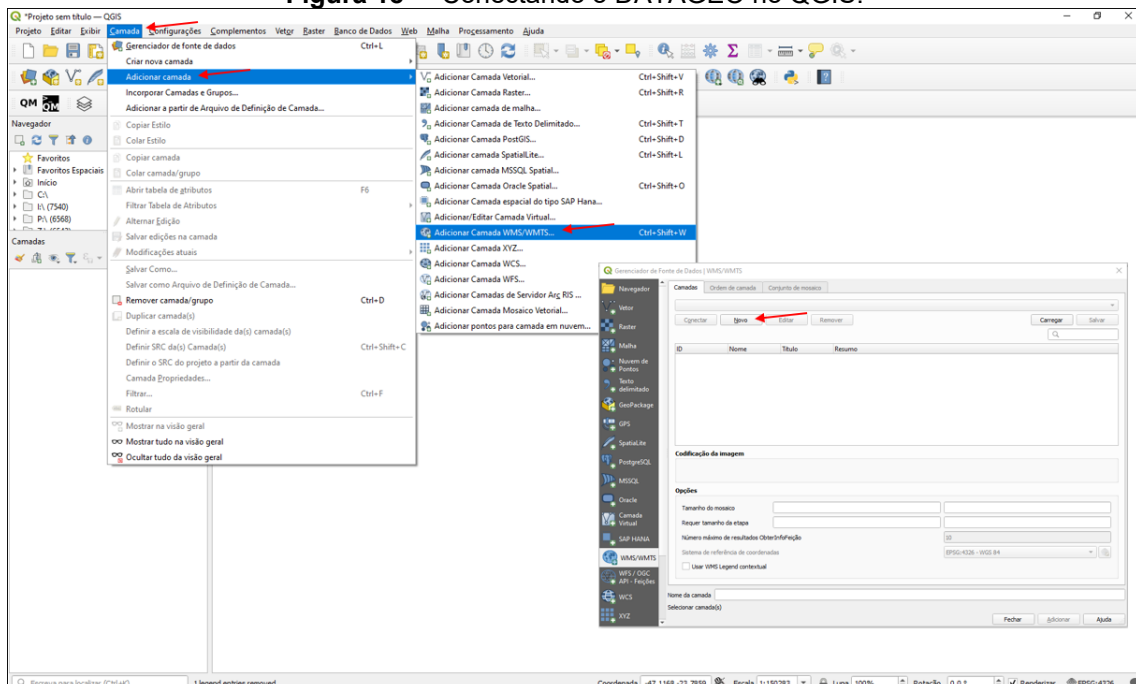 Conectando o DATAGEO no QGIS.
*Projeto sem título — QGIS
Projeto Editar Exibir Camada Configurações Complementos Vetor Raster Banco de Dados Web Malha Processamento Ajuda
Gerenciador de fonte de dados Ctrl+L
Criar nova camada
Adicionar camada
Incorporar Camadas e Grupos...
Adicionar a partir de Arquivo de Definição de Camada...
Copiar Estilo
Colar Estilo
Copiar camada
Colar camada/grupo
Abrir tabela de atributos F6
Filtrar Tabela de Atributos
Alternar Edição
Salvar edições na camada
Modificações atuais
Salvar Como...
Salvar como Arquivo de Definição de Camada...
Remover camada/grupo Ctrl+D
Duplicar camada(s)
Definir a escala de visibilidade da(s) camada(s)
Definir SRC da(s) Camada(s) Ctrl+Shift+C
Definir o SRC do projeto a partir da camada
Camada Propriedades...
Filtrar... Ctrl+F
Rotular
Mostrar na visão geral
Mostrar tudo na visão geral
Ocultar tudo da visão geral
Adicionar Camada Vetorial... Ctrl+Shift+V
Adicionar Camada Raster... Ctrl+Shift+R
Adicionar camada de malha...
Adicionar Camada de Texto Delimitado... Ctrl+Shift+T
Adicionar Camada PostGIS... Ctrl+Shift+D
Adicionar camada SpatiaLite... Ctrl+Shift+L
Adicionar camada MSSQL Spatial...
Adicionar Camada Oracle Spatial... Ctrl+Shift+O
Adicionar Camada espacial do tipo SAP Hana...
Adicionar/Editar Camada Virtual...
Adicionar Camada WMS/WMTS... Ctrl+Shift+W
Adicionar Camada XYZ...
Adicionar Camada WCS...
Adicionar Camada WFS...
Adicionar Camadas de Servidor Arc RIS ...
Adicionar Camada Mosaico Vetorial...
Adicionar pontos para camada em nuvem...
QM
Navegador
Favoritos
Favoritos Espaciais
Início
C:\
I:\ (7540)
P:\ (6568)
Camadas
Gerenciador de Fonte de Dados | WMS/WMTS
Navegador
Vetor
Raster
Malha
Nuvem de
Pontos
Texto
delimitado
GeoPackage
GPS
SpatiaLite
PostgreSQL
MSSQL
Oracle
Camada
Virtual
SAP HANA
WMS/WMTS
WFS / OGC
API - Feições
WCS
XYZ
Camadas Ordem de camada Conjunto de mosaico
Conectar Novo Editar Remover Carregar Salvar
ID Nome Título Resumo
Codificação da imagem
Opções
Tamanho do mosaico
Requer tamanho da etapa
Número máximo de resultados ObterInfoFeição 10
Sistema de referência de coordenadas EPSG:4326 - WGS 84
Usar WMS Legend contextual
Nome da camada
Selecionar camada(s)
Fechar Adicionar Ajuda
1 legend entries removed. Coordenada -47.1168,-22.7859 Escala 1:150283 Lupa 100% Rotação 0,0 ° Renderizar EPSG:4326